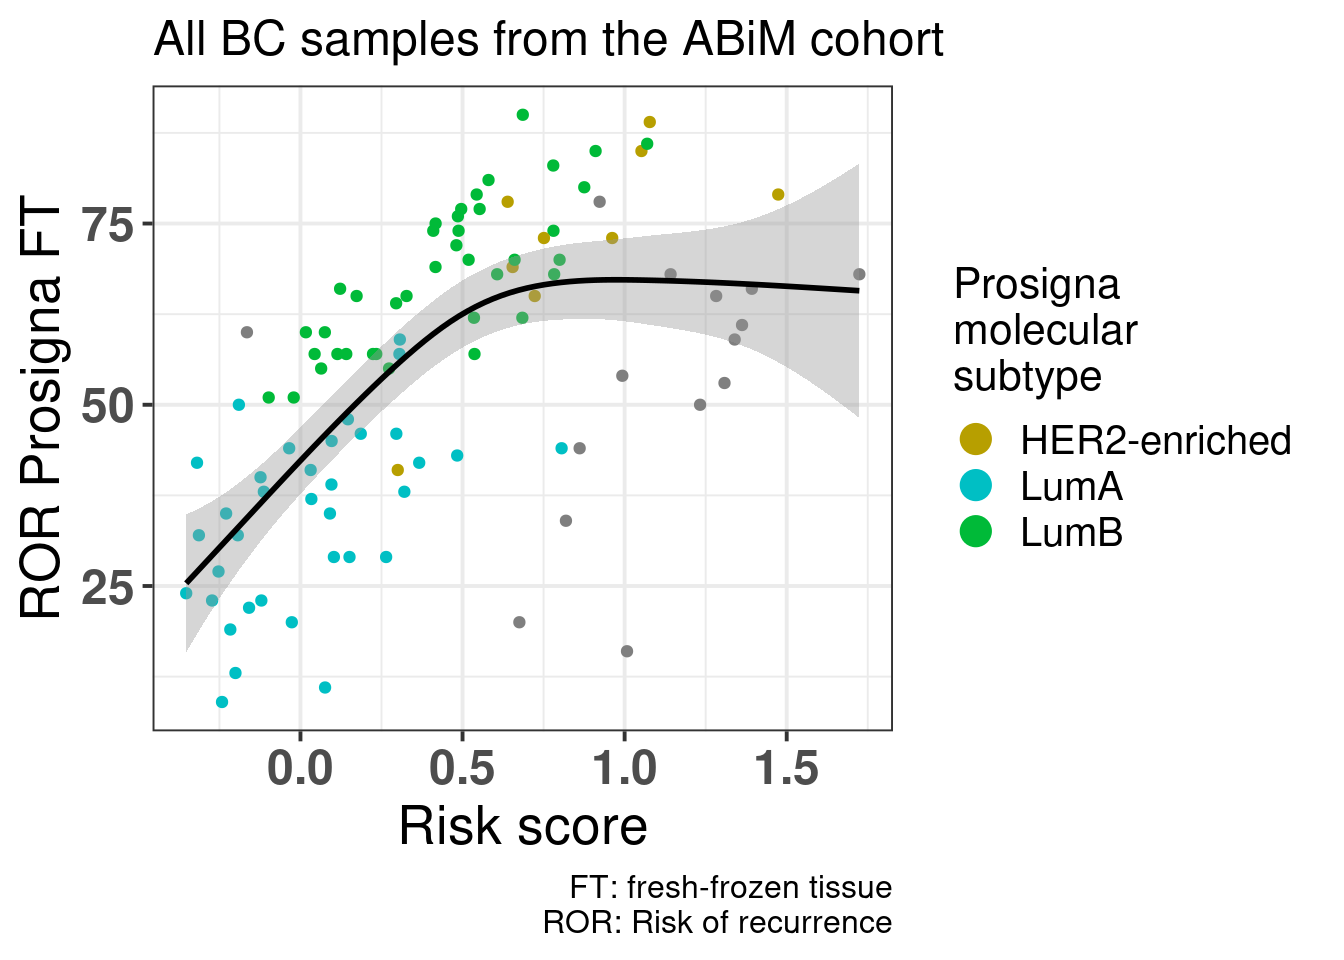 All BC samples from the ABiM cohort
ROR Prosigna FT
75
50
25
0.0 0.5 1.0 1.5
Risk score
Prosigna
molecular
subtype
HER2-enriched
LumA
LumB
FT: fresh-frozen tissue
ROR: Risk of recurrence